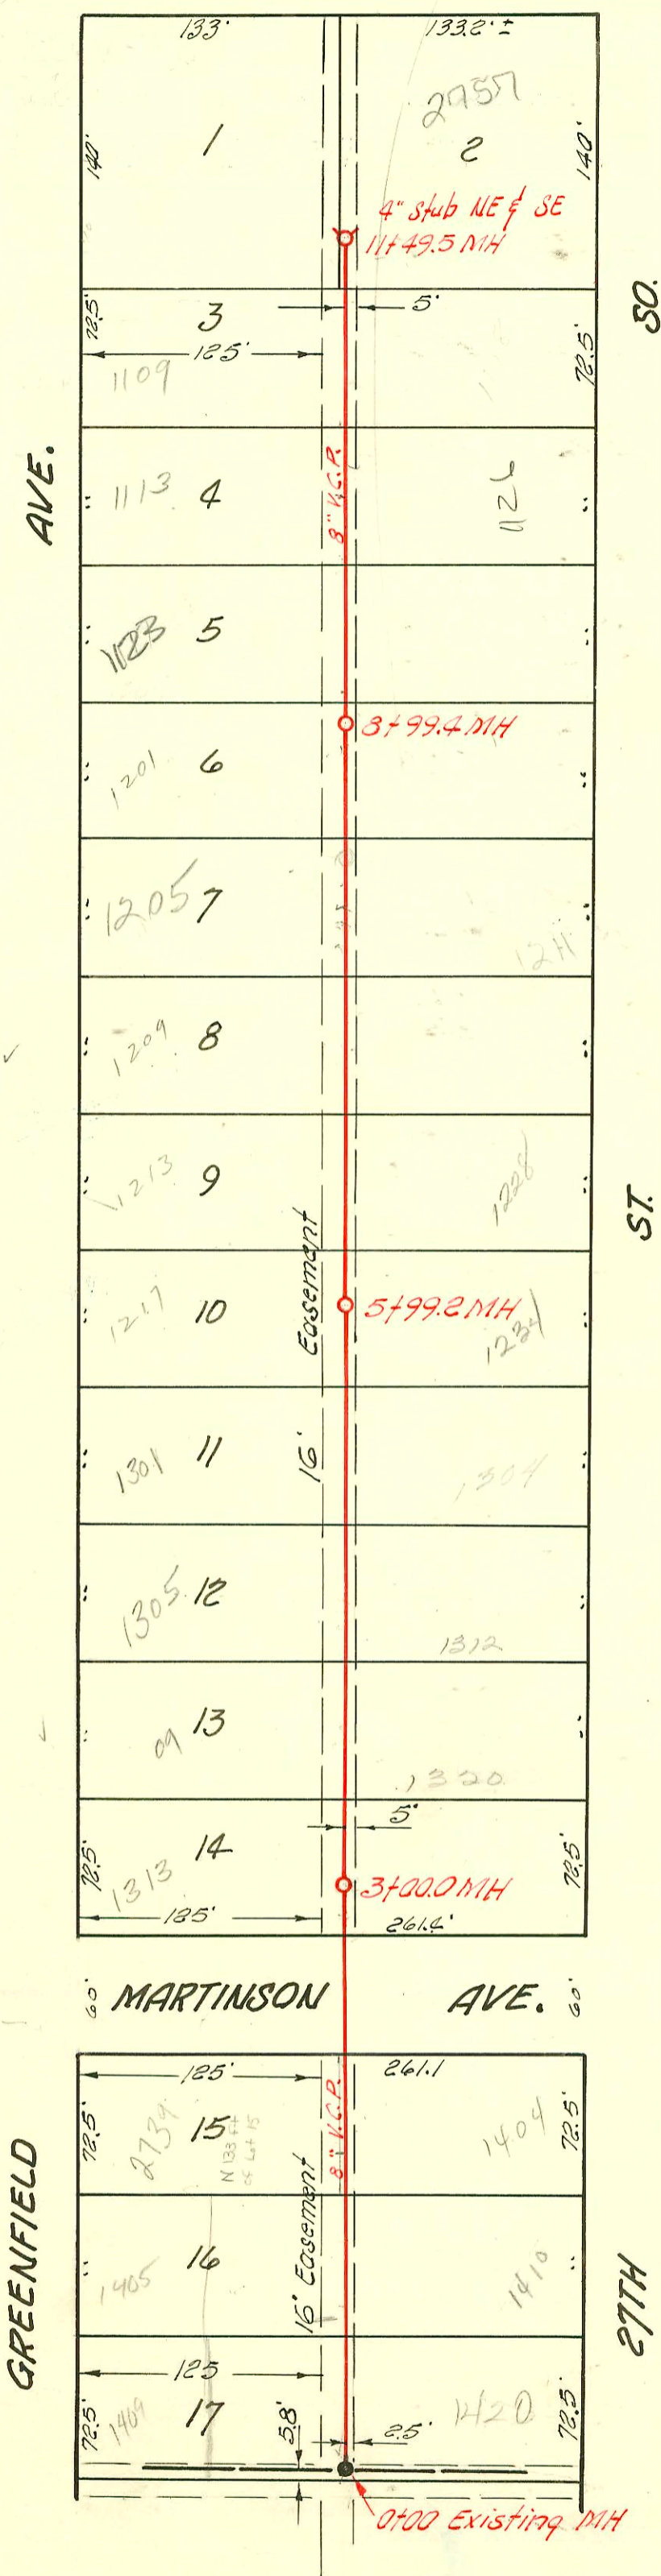 133' 133.2' ±
2757
1 2
140' 140'
4" Stub NE & SE
11+49.5 MH
SO.
72.5' 3 5' 72.5'
125'
1109
AVE.
8" V.C.P.
1113 4 1126
1123 5
8+99.4 MH
1201 6
1205 7
1211
1209 8
1213 9 1228
ST.
Easement
1217 10 5+99.2 MH
1234
16'
1301 11 1304
1305 12
1312
09 13
1320
5'
72.5' 14 72.5'
1313 3+00.0 MH
125' 261.2'
60' MARTINSON AVE. 60'
125' 261.1
72.5' 2739 15 N 133 ft 8" V.C.P. 1404 72.5'
of Lot 15
GREENFIELD
16' Easement
1405 16 1410
27TH
125
72.5' 1409 17 5.8' 2.5' 1420 72.5'
0+00 Existing MH